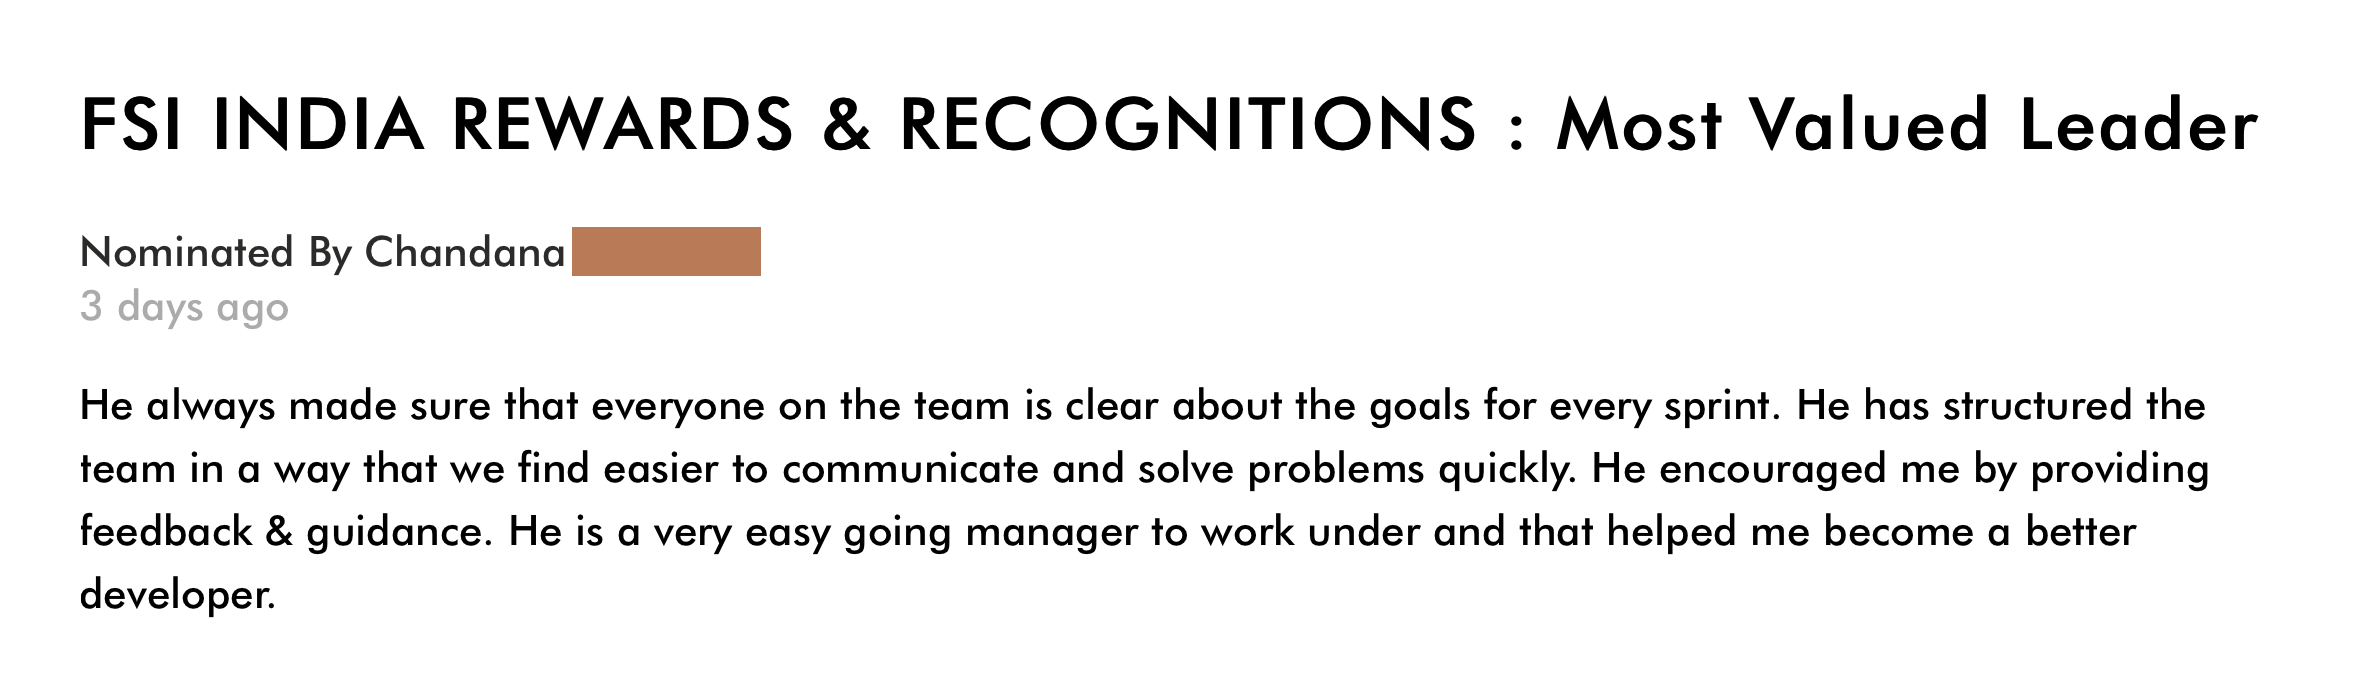 FSI INDIA REWARDS & RECOGNITIONS : Most Valued Leader
Nominated By Chandana
3 days ago
He always made sure that everyone on the team is clear about the goals for every sprint. He has structured the
team in a way that we find easier to communicate and solve problems quickly. He encouraged me by providing
feedback & guidance. He is a very easy going manager to work under and that helped me become a better
developer.